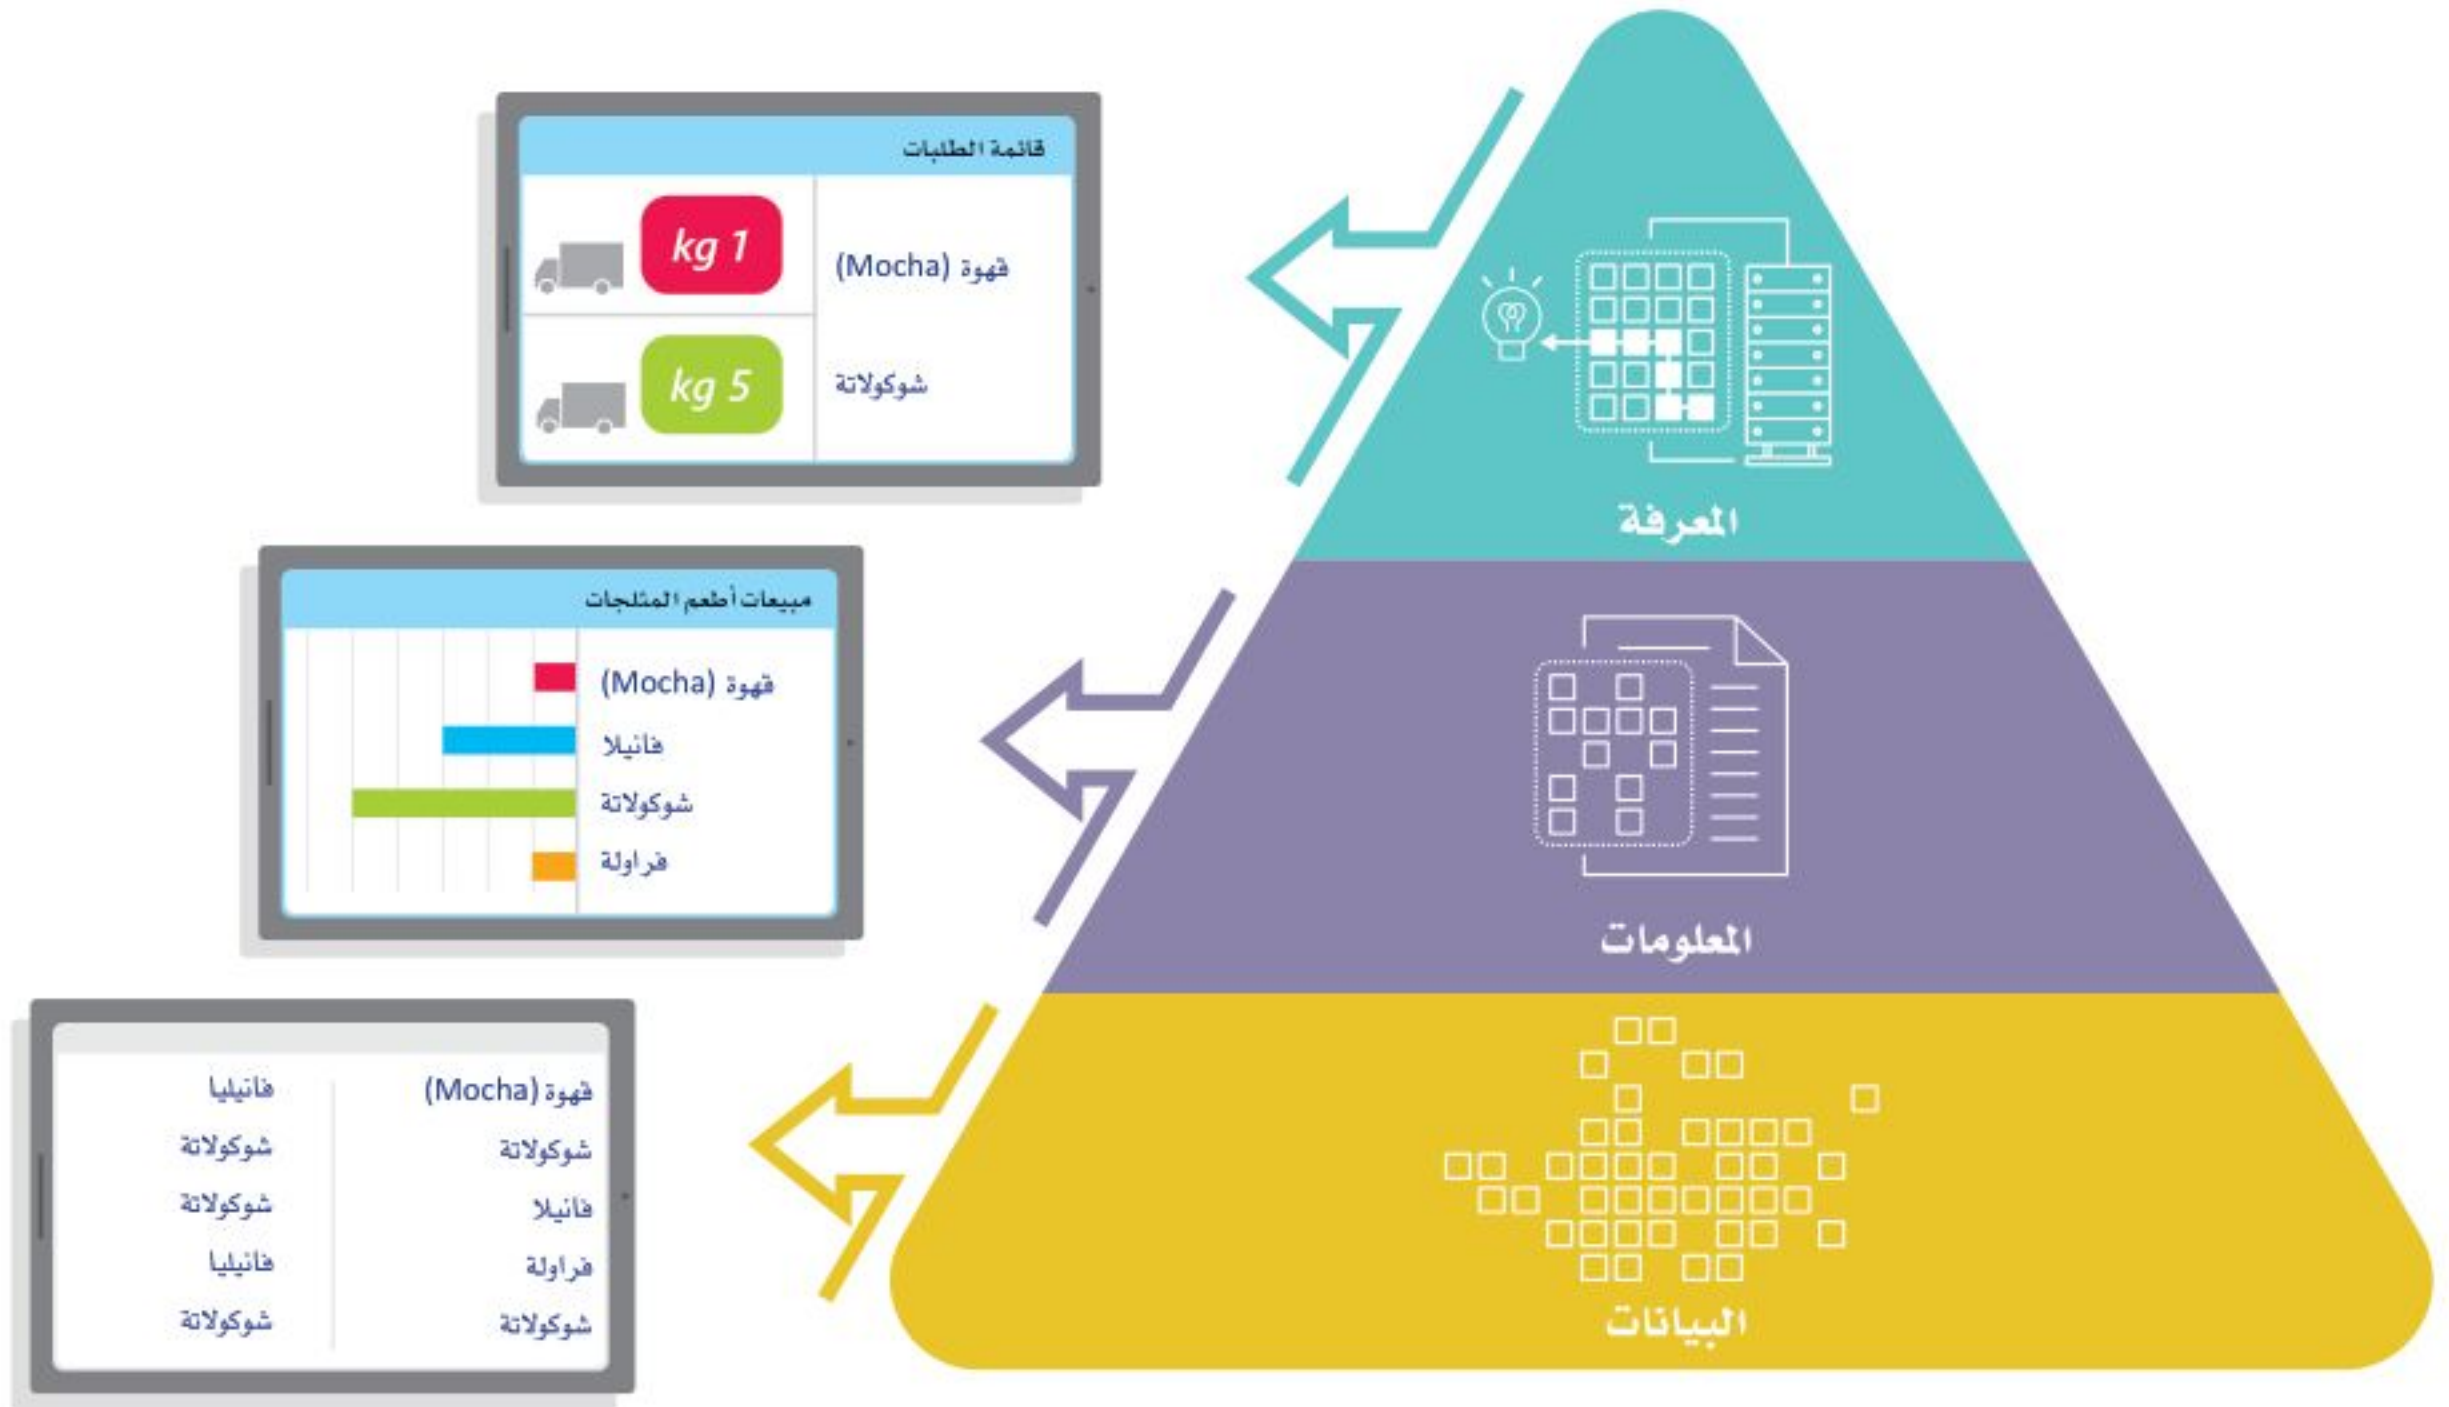 قائمة الطلبات
قهوة (Mocha)
kg 1
شوكولاتة
kg 5
المعرفة
مبيعات أطعم المثلجات
قهوة (Mocha)
فانيلا
شوكولاتة
فراولة
المعلومات
قهوة (Mocha) فانيليا
شوكولاتة شوكولاتة
فانيلا شوكولاتة
فراولة فانيليا
شوكولاتة شوكولاتة
البيانات